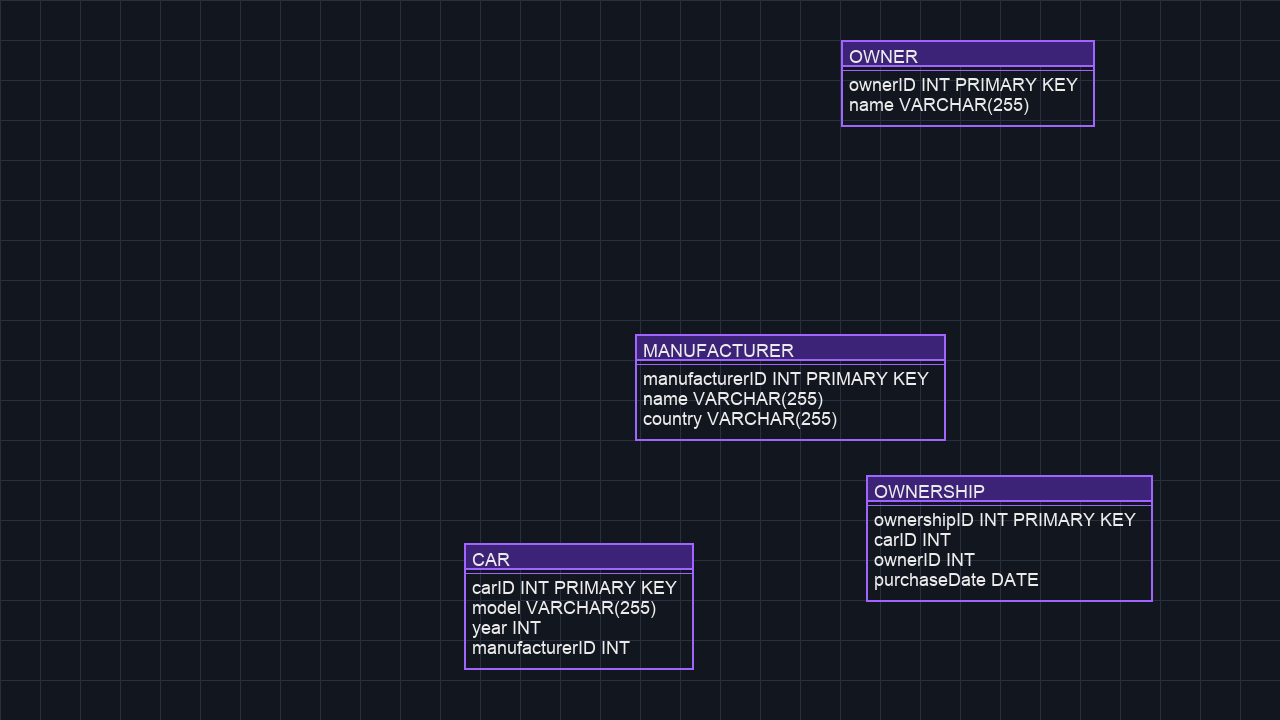 OWNER
ownerID INT PRIMARY KEY
name VARCHAR(255)
MANUFACTURER
manufacturerID INT PRIMARY KEY
name VARCHAR(255)
country VARCHAR(255)
OWNERSHIP
ownershipID INT PRIMARY KEY
carID INT
ownerID INT
purchaseDate DATE
CAR
carID INT PRIMARY KEY
model VARCHAR(255)
year INT
manufacturerID INT